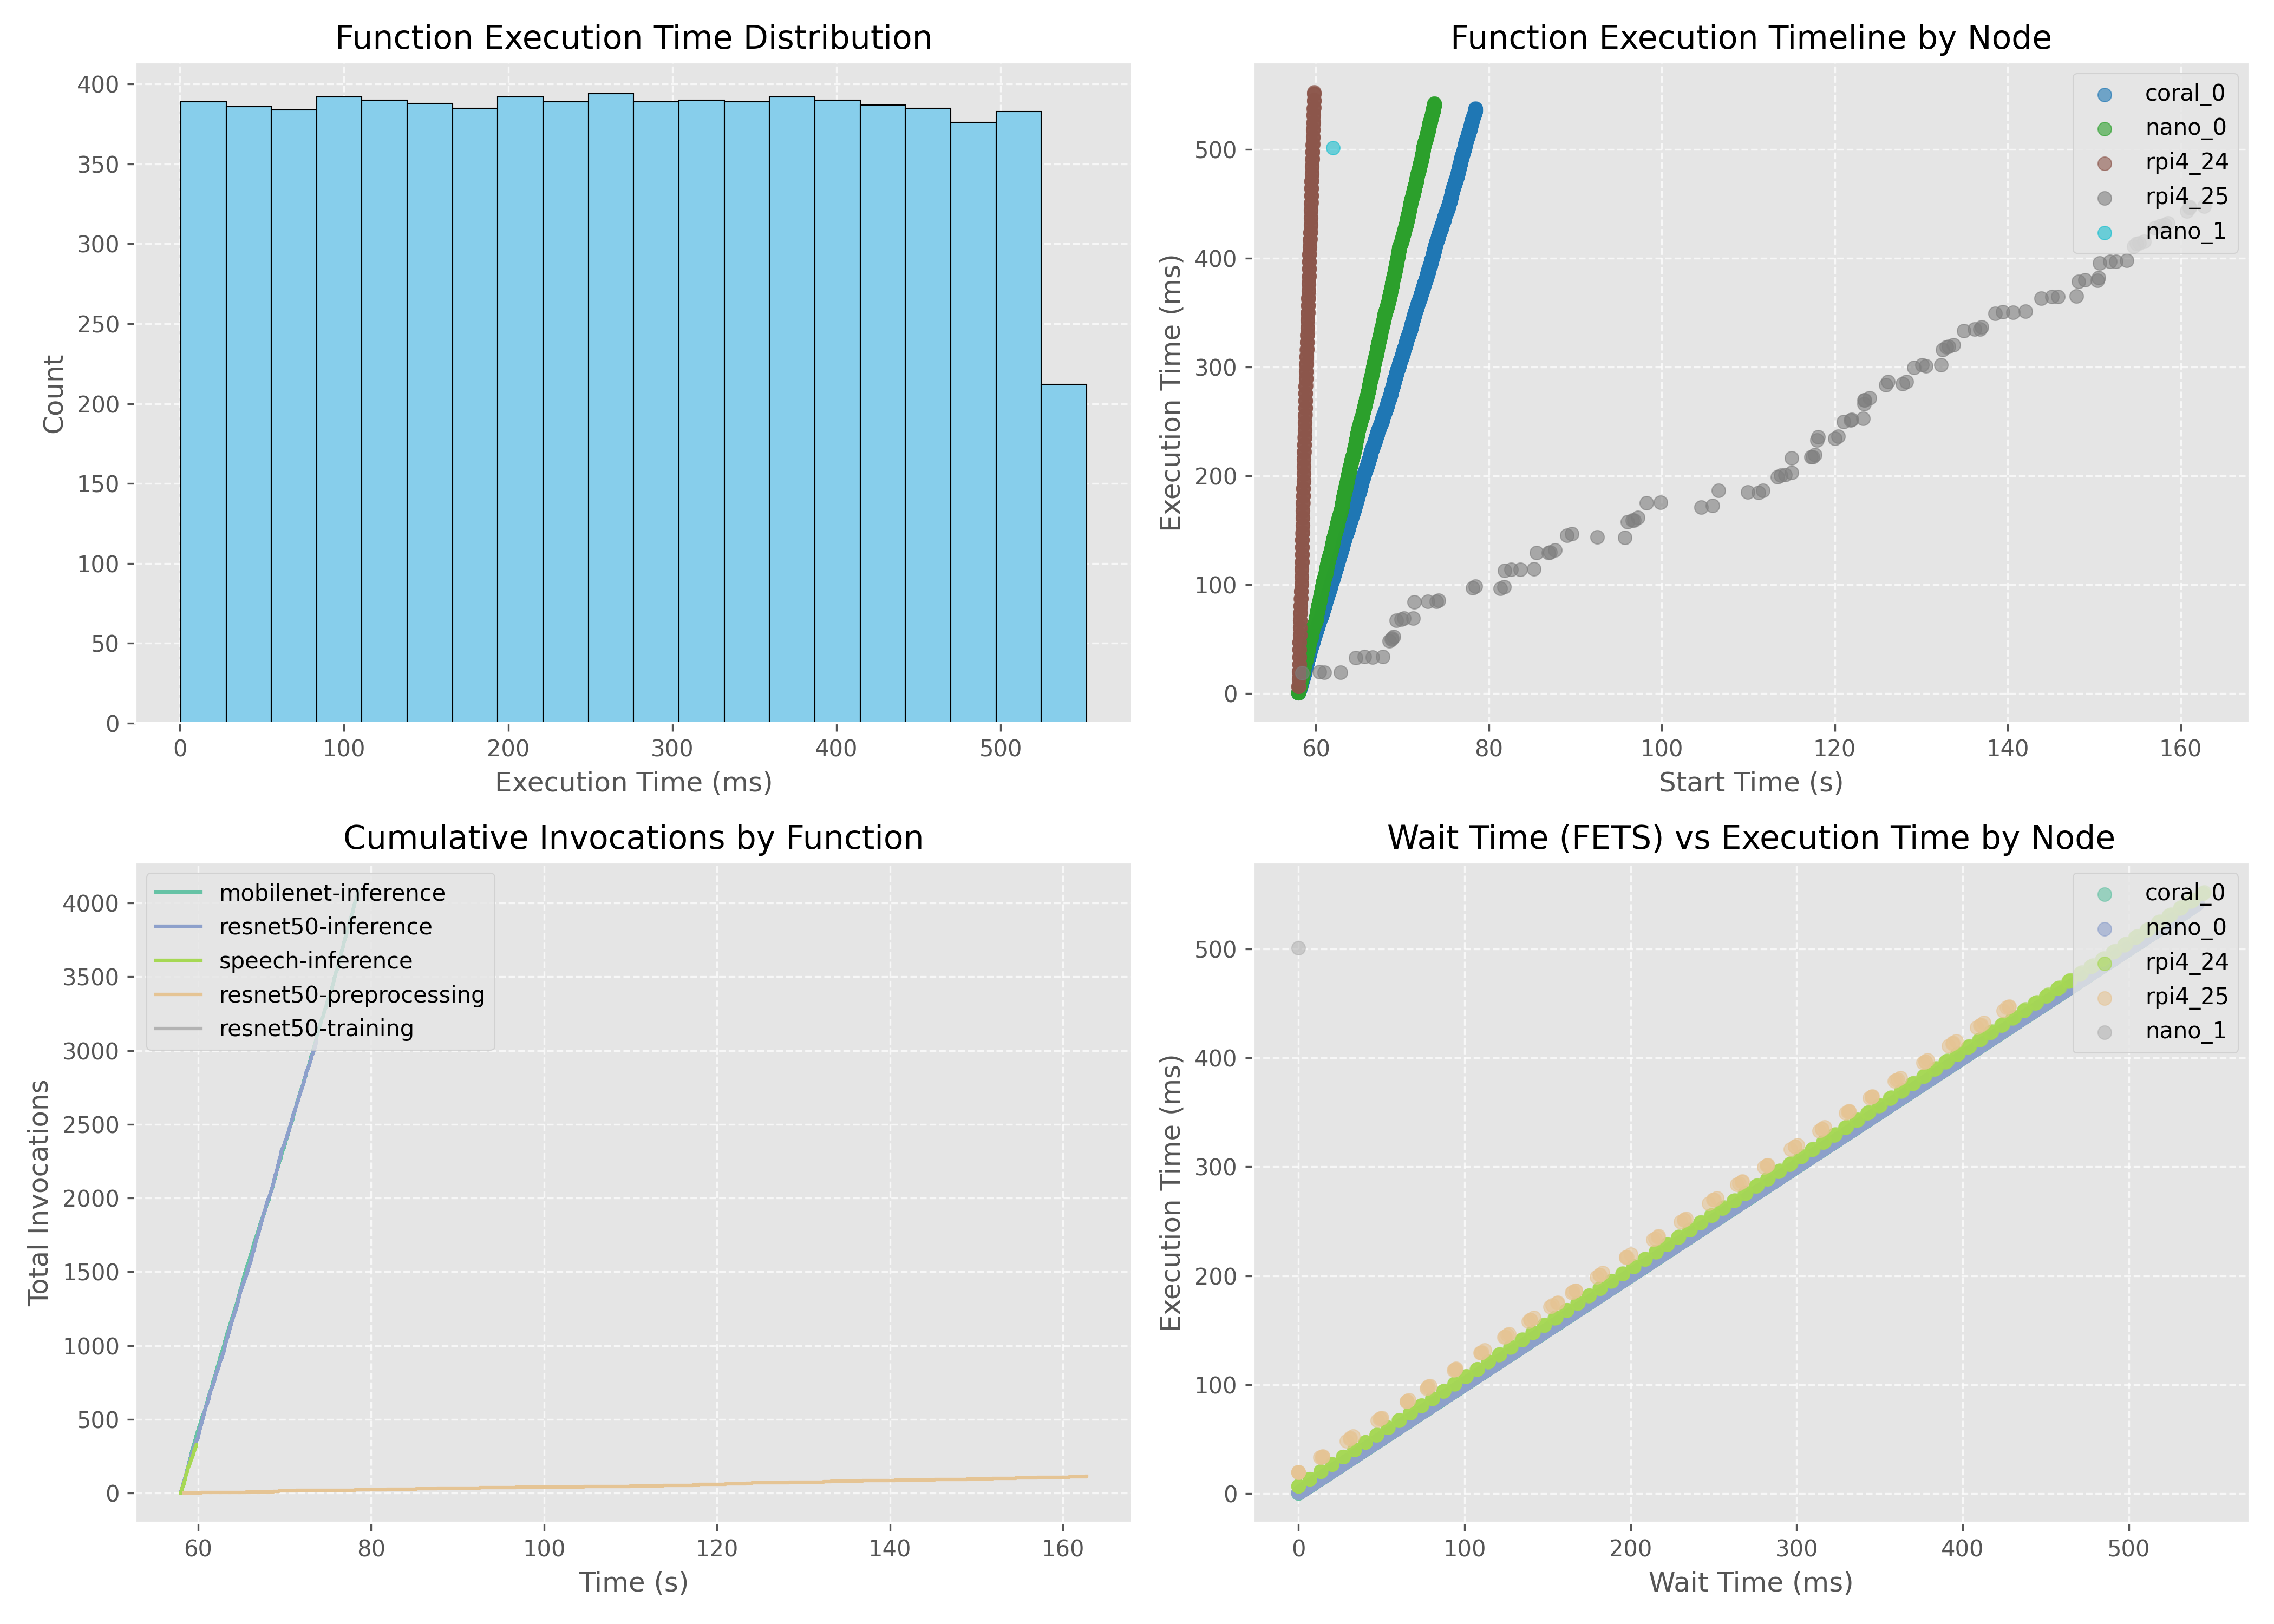 Function Execution Time Distribution
400
350
300
250
200
150
100
50
0
Count
0 100 200 300 400 500
Execution Time (ms)
Function Execution Timeline by Node
500
400
300
200
100
0
Execution Time (ms)
60 80 100 120 140 160
Start Time (s)
coral_0
nano_0
rpi4_24
rpi4_25
nano_1
Cumulative Invocations by Function
4000
3500
3000
2500
2000
1500
1000
500
0
Total Invocations
60 80 100 120 140 160
Time (s)
mobilenet-inference
resnet50-inference
speech-inference
resnet50-preprocessing
resnet50-training
Wait Time (FETS) vs Execution Time by Node
500
400
300
200
100
0
Execution Time (ms)
0 100 200 300 400 500
Wait Time (ms)
coral_0
nano_0
rpi4_24
rpi4_25
nano_1